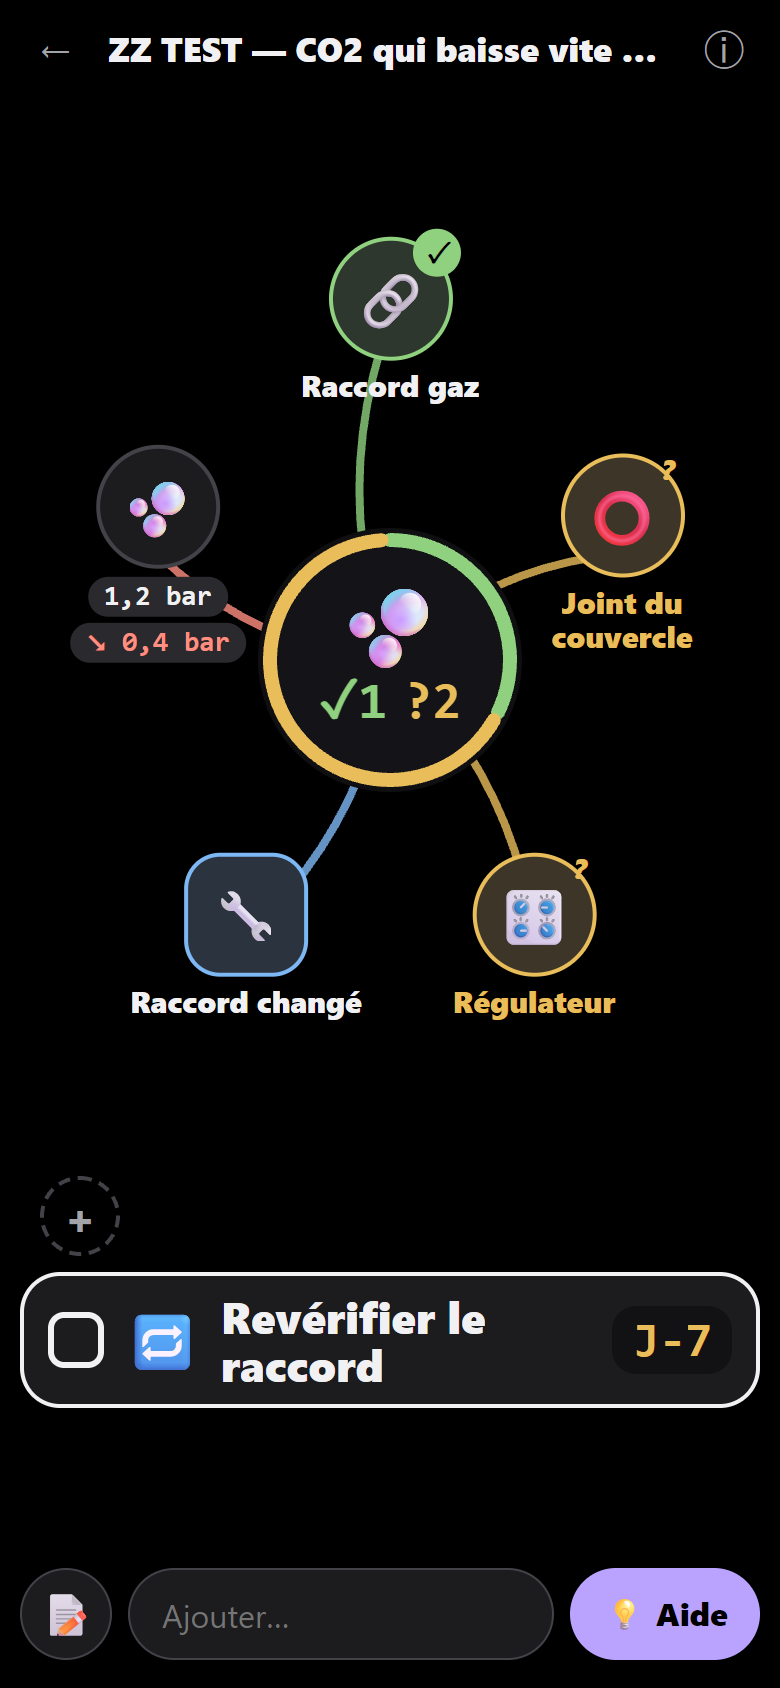 ← ZZ TEST — CO2 qui baisse vite ... ⓘ
✓
Raccord gaz
?
1,2 bar
↘ 0,4 bar
Joint du
couvercle
✓1 ?2
?
Raccord changé
Régulateur
+
Revérifier le
raccord
J-7
Ajouter...
Aide